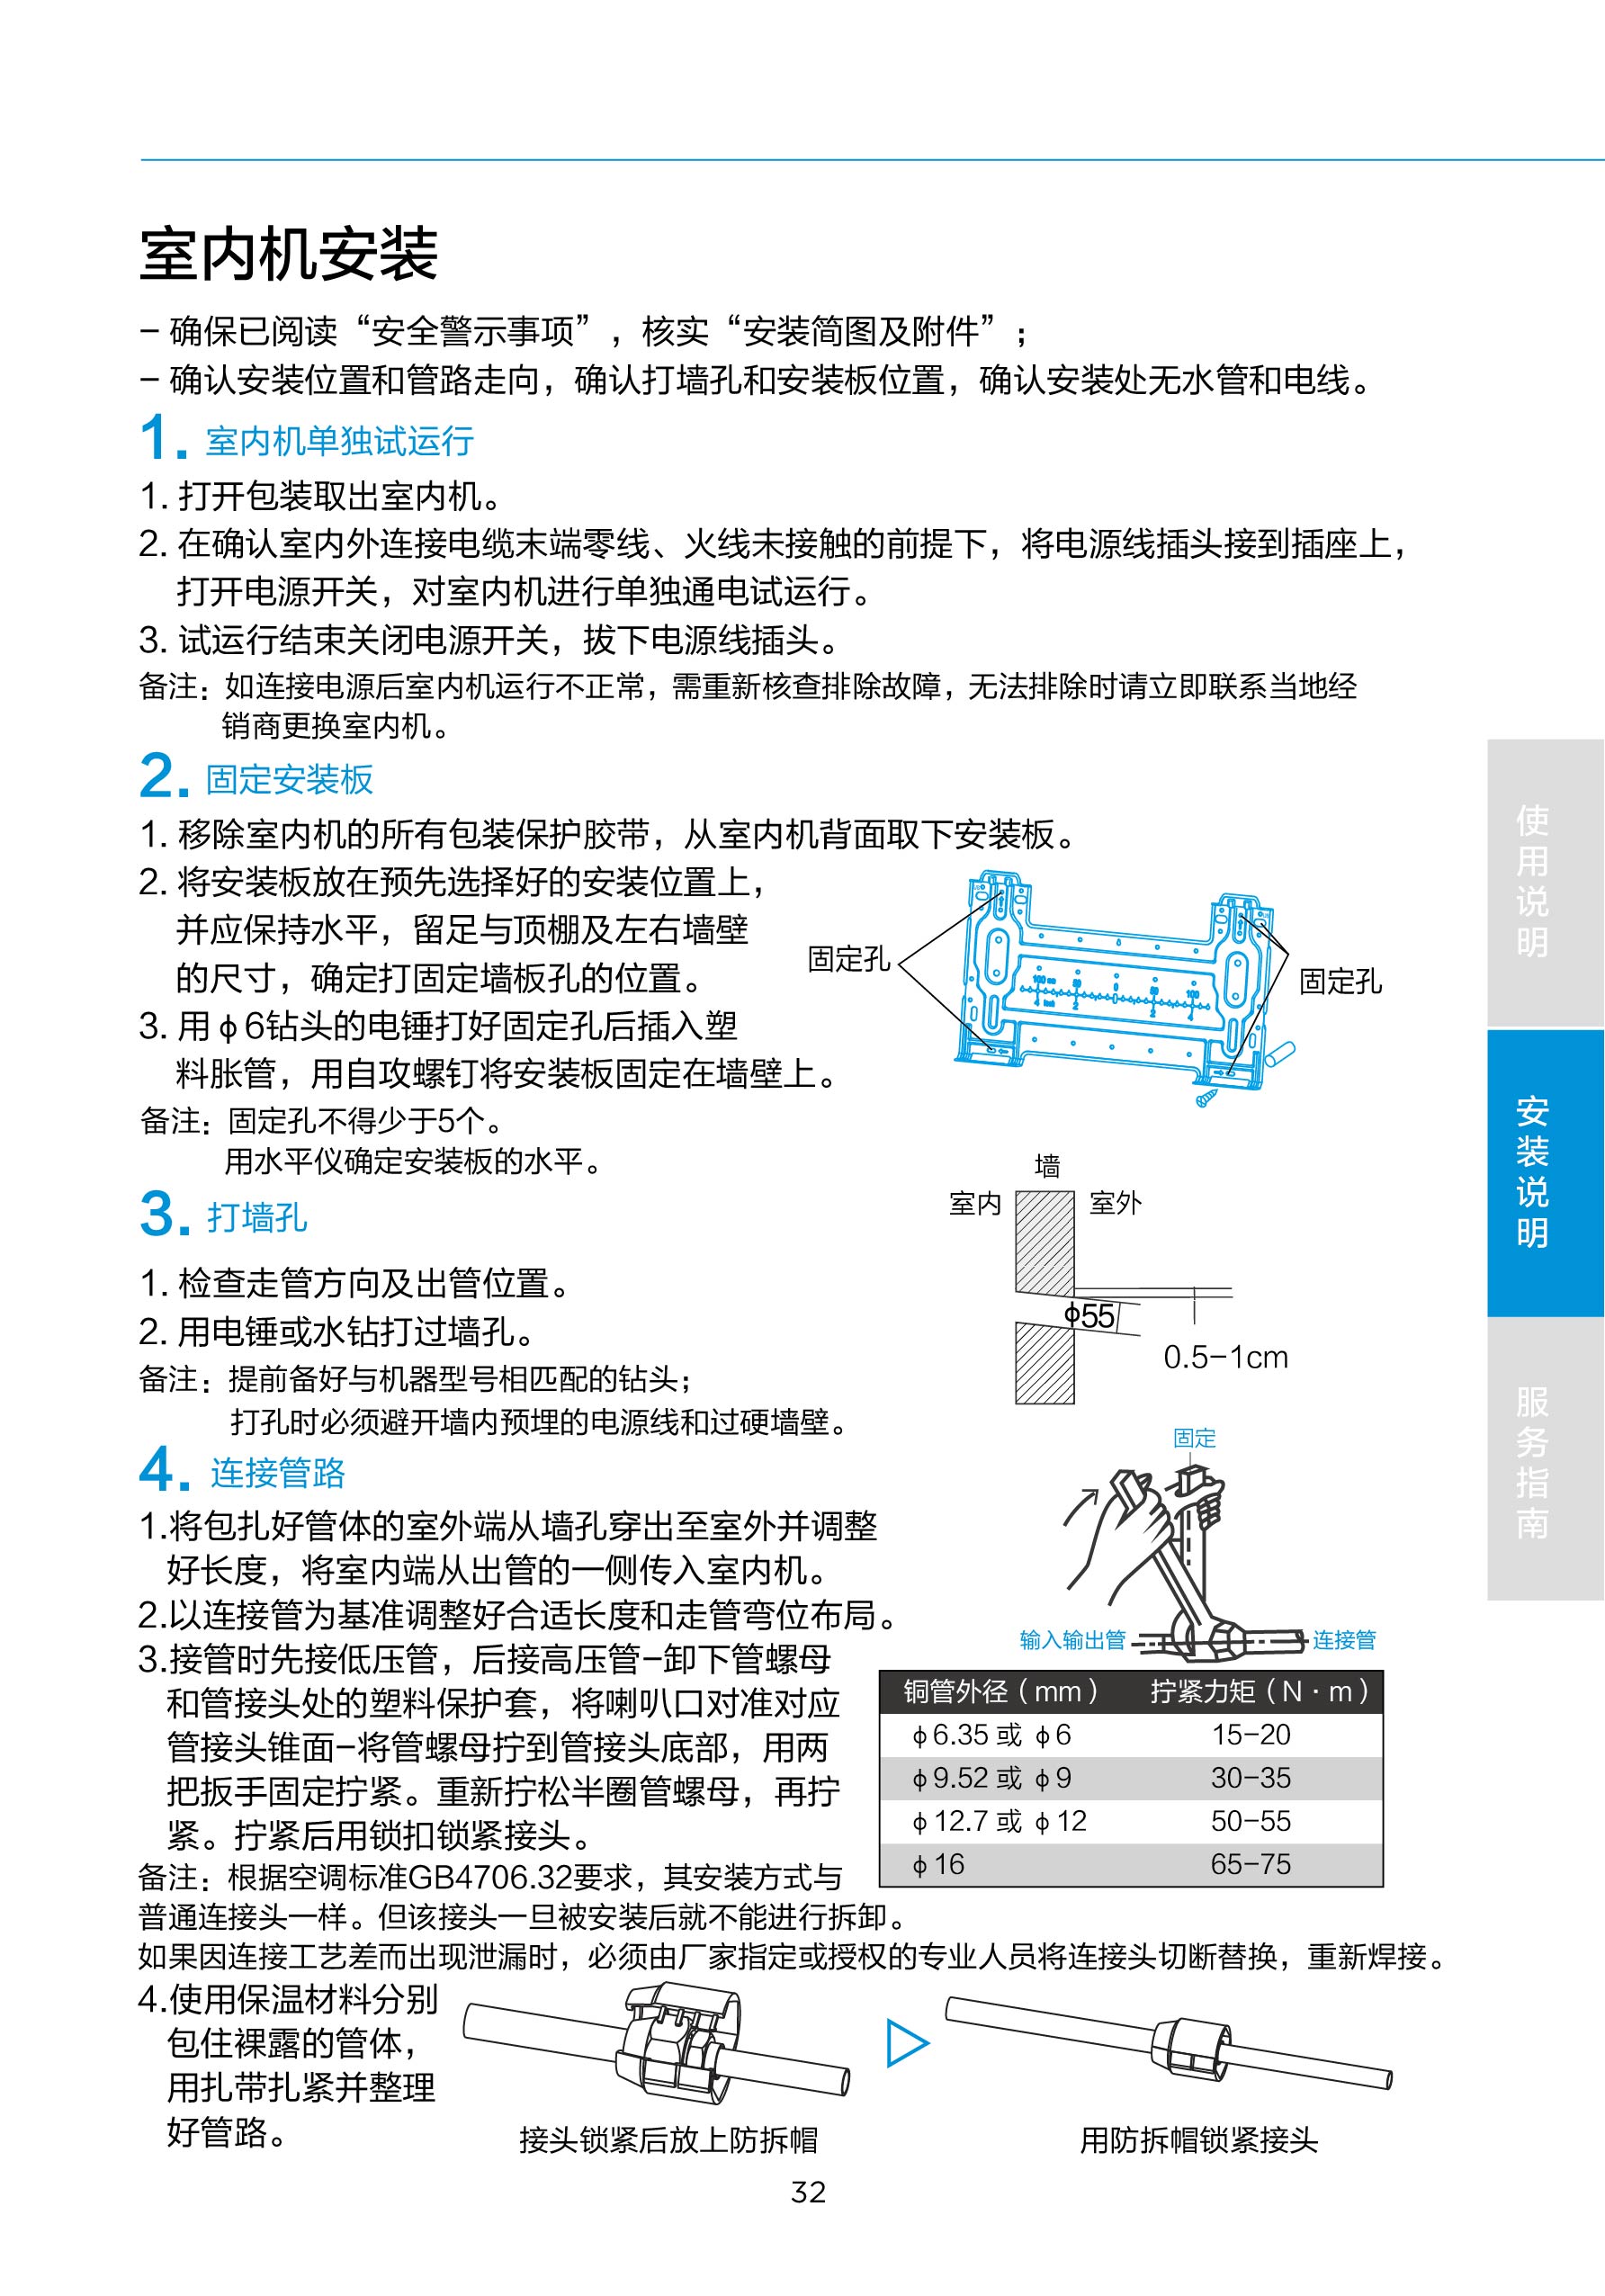 室内机安装
– 确保已阅读“安全警示事项”，核实“安装简图及附件”；
– 确认安装位置和管路走向，确认打墙孔和安装板位置，确认安装处无水管和电线。
1. 室内机单独试运行
1. 打开包装取出室内机。
2. 在确认室内外连接电缆末端零线、火线未接触的前提下，将电源线插头接到插座上，
打开电源开关，对室内机进行单独通电试运行。
3. 试运行结束关闭电源开关，拔下电源线插头。
备注：如连接电源后室内机运行不正常，需重新核查排除故障，无法排除时请立即联系当地经
销商更换室内机。
2. 固定安装板
1. 移除室内机的所有包装保护胶带，从室内机背面取下安装板。
2. 将安装板放在预先选择好的安装位置上，
并应保持水平，留足与顶棚及左右墙壁
的尺寸，确定打固定墙板孔的位置。
3. 用φ6钻头的电锤打好固定孔后插入塑
料胀管，用自攻螺钉将安装板固定在墙壁上。
备注：固定孔不得少于5个。
用水平仪确定安装板的水平。
固定孔
固定孔
100 mm 50 0 50 100
4 inch 2 2 4
3. 打墙孔
1. 检查走管方向及出管位置。
2. 用电锤或水钻打过墙孔。
备注：提前备好与机器型号相匹配的钻头；
打孔时必须避开墙内预埋的电源线和过硬墙壁。
墙
室内 室外
φ55
0.5–1cm
4. 连接管路
1.将包扎好管体的室外端从墙孔穿出至室外并调整
好长度，将室内端从出管的一侧传入室内机。
2.以连接管为基准调整好合适长度和走管弯位布局。
3.接管时先接低压管，后接高压管–卸下管螺母
和管接头处的塑料保护套，将喇叭口对准对应
管接头锥面–将管螺母拧到管接头底部，用两
把扳手固定拧紧。重新拧松半圈管螺母，再拧
紧。拧紧后用锁扣锁紧接头。
固定
输入输出管 连接管
铜管外径（mm） 拧紧力矩（N · m）
φ6.35 或 φ6 15–20
φ9.52 或 φ9 30–35
φ12.7 或 φ12 50–55
φ16 65–75
备注：根据空调标准GB4706.32要求，其安装方式与
普通连接头一样。但该接头一旦被安装后就不能进行拆卸。
如果因连接工艺差而出现泄漏时，必须由厂家指定或授权的专业人员将连接头切断替换，重新焊接。
4.使用保温材料分别
包住裸露的管体，
用扎带扎紧并整理
好管路。
接头锁紧后放上防拆帽
用防拆帽锁紧接头
使用说明
安装说明
服务指南
32